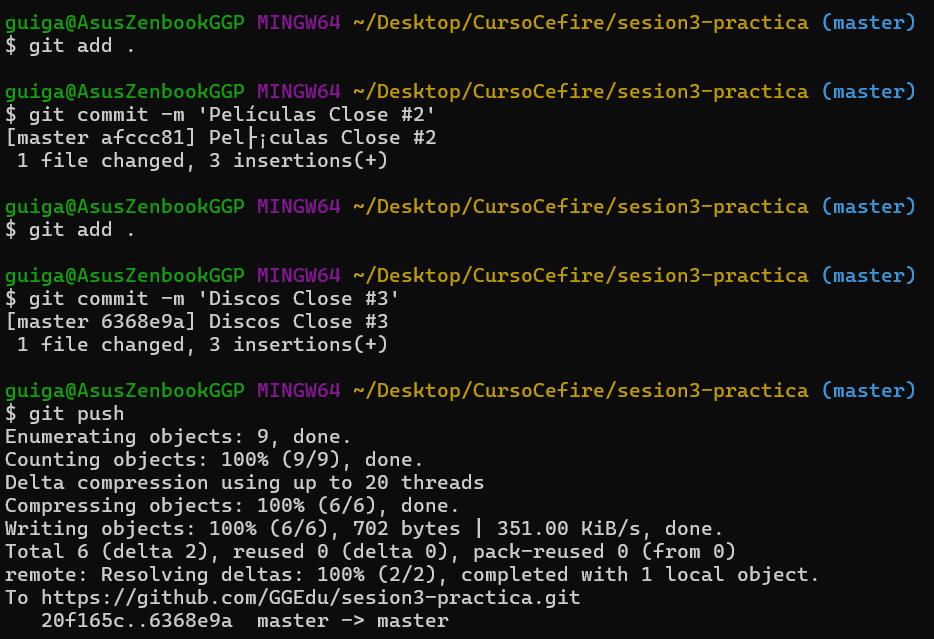 guiga@AsusZenbookGGP MINGW64 ~/Desktop/CursoCefire/sesion3-practica (master)
$ git add .
guiga@AsusZenbookGGP MINGW64 ~/Desktop/CursoCefire/sesion3-practica (master)
$ git commit -m 'Películas Close #2'
[master afccc81] Pel├¡culas Close #2
 1 file changed, 3 insertions(+)
guiga@AsusZenbookGGP MINGW64 ~/Desktop/CursoCefire/sesion3-practica (master)
$ git add .
guiga@AsusZenbookGGP MINGW64 ~/Desktop/CursoCefire/sesion3-practica (master)
$ git commit -m 'Discos Close #3'
[master 6368e9a] Discos Close #3
 1 file changed, 3 insertions(+)
guiga@AsusZenbookGGP MINGW64 ~/Desktop/CursoCefire/sesion3-practica (master)
$ git push
Enumerating objects: 9, done.
Counting objects: 100% (9/9), done.
Delta compression using up to 20 threads
Compressing objects: 100% (6/6), done.
Writing objects: 100% (6/6), 702 bytes | 351.00 KiB/s, done.
Total 6 (delta 2), reused 0 (delta 0), pack-reused 0 (from 0)
remote: Resolving deltas: 100% (2/2), completed with 1 local object.
To https://github.com/GGEdu/sesion3-practica.git
   20f165c..6368e9a  master -> master